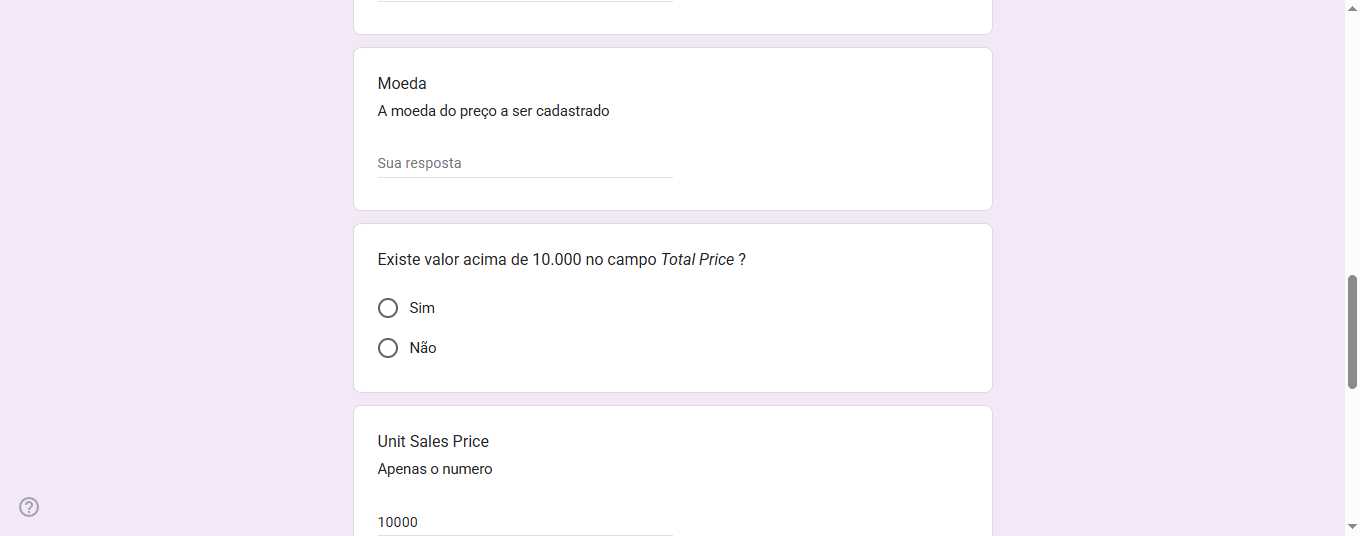 Moeda
A moeda do preço a ser cadastrado
Sua resposta
Existe valor acima de 10.000 no campo Total Price ?
Sim
Não
Unit Sales Price
Apenas o numero
10000